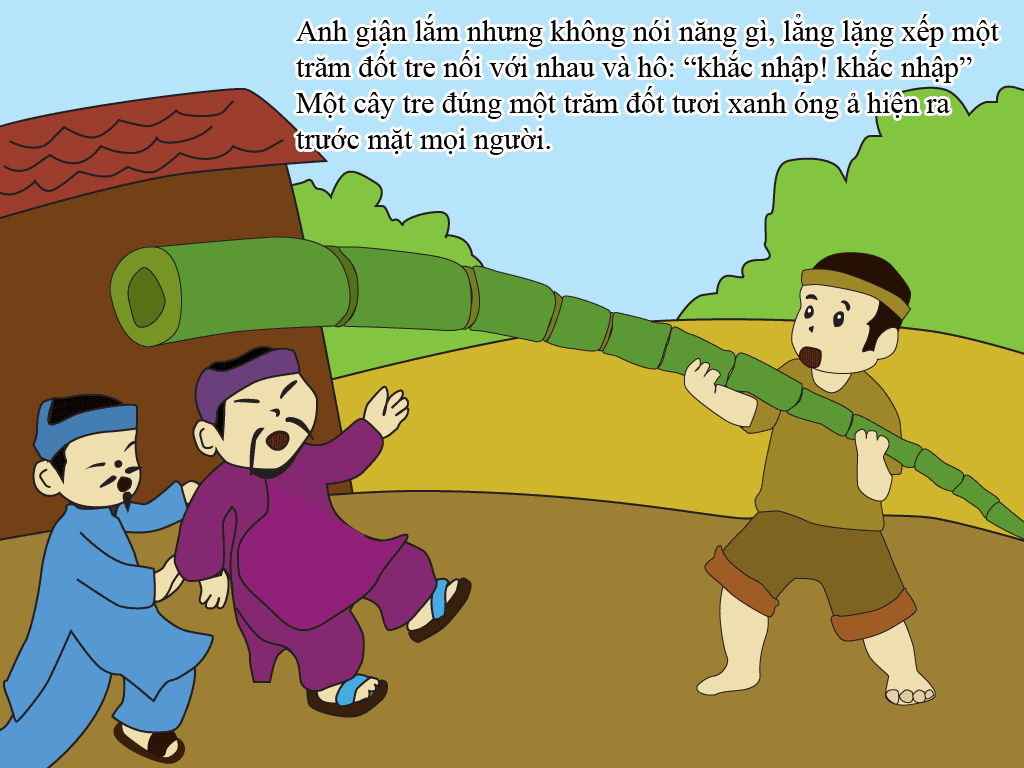 Anh giận lắm nhưng không nói năng gì, lẳng lặng xếp một
trăm đốt tre nối với nhau và hô: “khắc nhập! khắc nhập”
Một cây tre đúng một trăm đốt tươi xanh óng ả hiện ra
trước mặt mọi người.